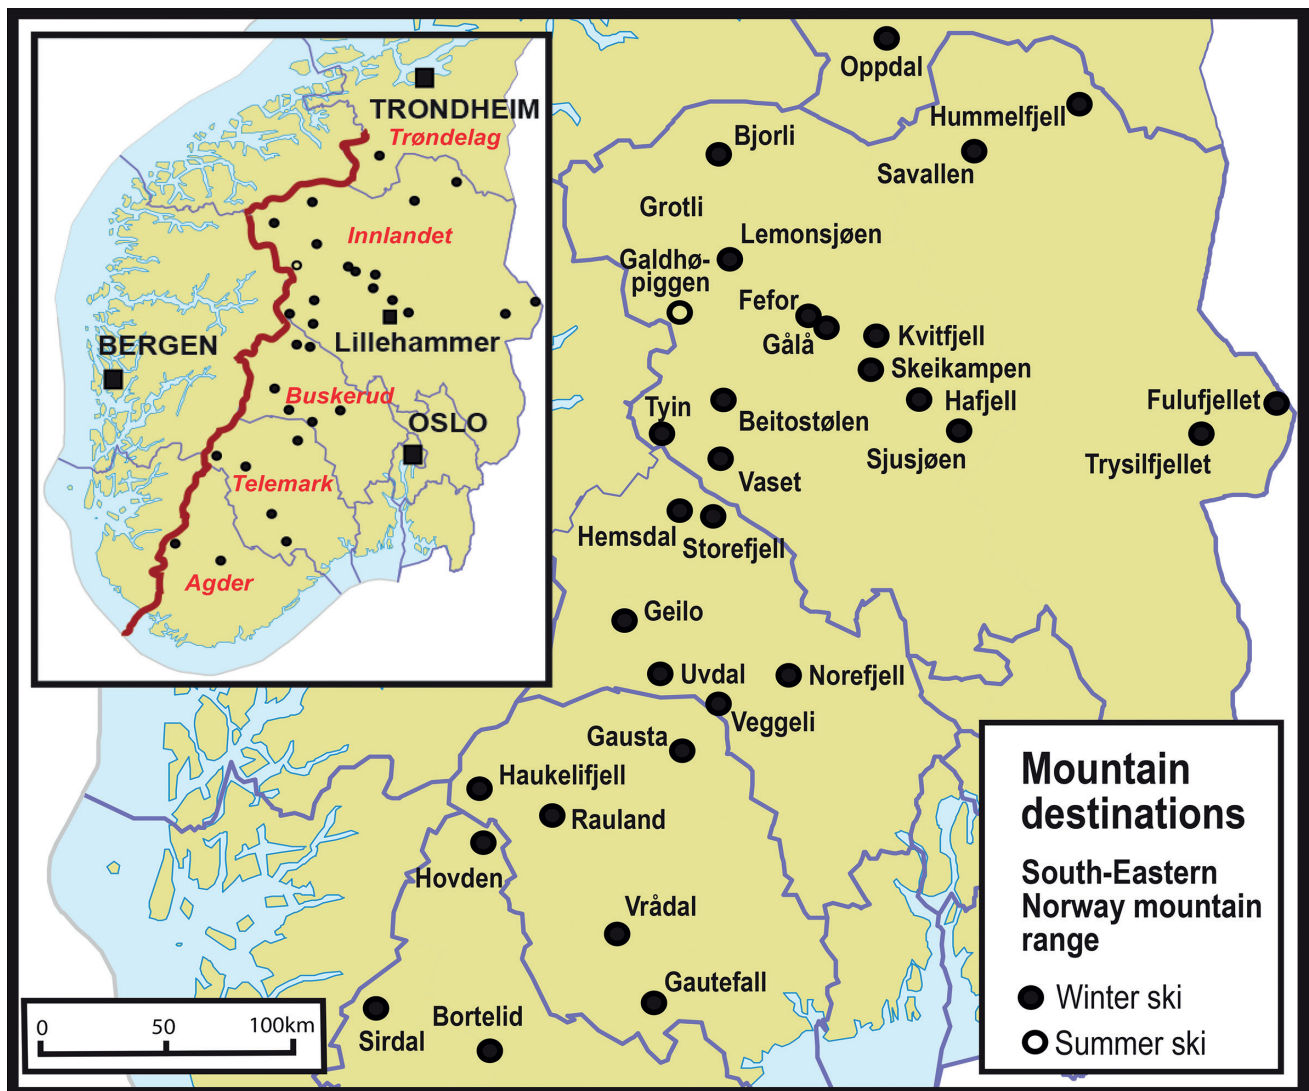 TRONDHEIM
Trøndelag
Innlandet
BERGEN
Lillehammer
Buskerud
OSLO
Telemark
Agder
Oppdal
Hummelfjell
Bjorli
Savallen
Grotli
Lemonsjøen
Galdhø-
piggen
Fefor
Gålå
Kvitfjell
Skeikampen
Tyin
Beitostølen
Hafjell
Fulufjellet
Sjusjøen
Trysilfjellet
Vaset
Hemsdal
Storefjell
Geilo
Uvdal
Norefjell
Veggeli
Gausta
Haukelifjell
Rauland
Hovden
Vrådal
Gautefall
Bortelid
Sirdal
0 50 100km
Mountain
destinations
South-Eastern
Norway mountain
range
Winter ski
Summer ski